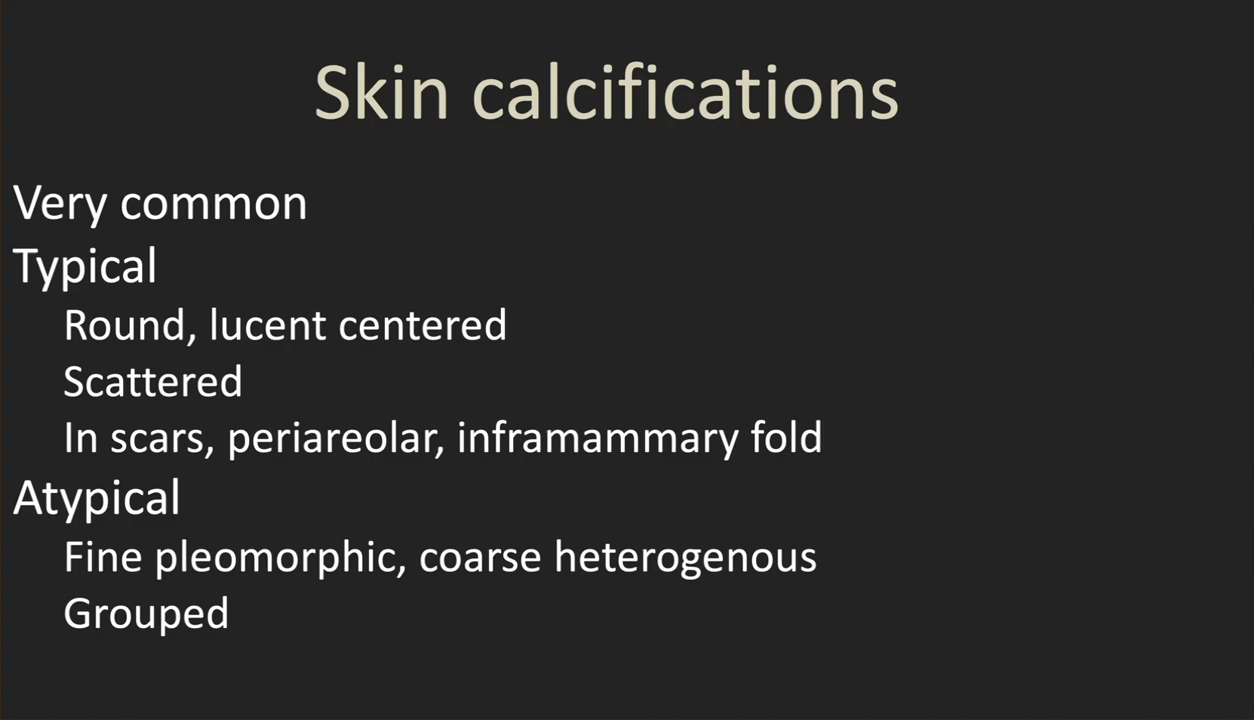 Skin calcifications
Very common
Typical
Round, lucent centered
Scattered
In scars, periareolar, inframammary fold
Atypical
Fine pleomorphic, coarse heterogenous
Grouped